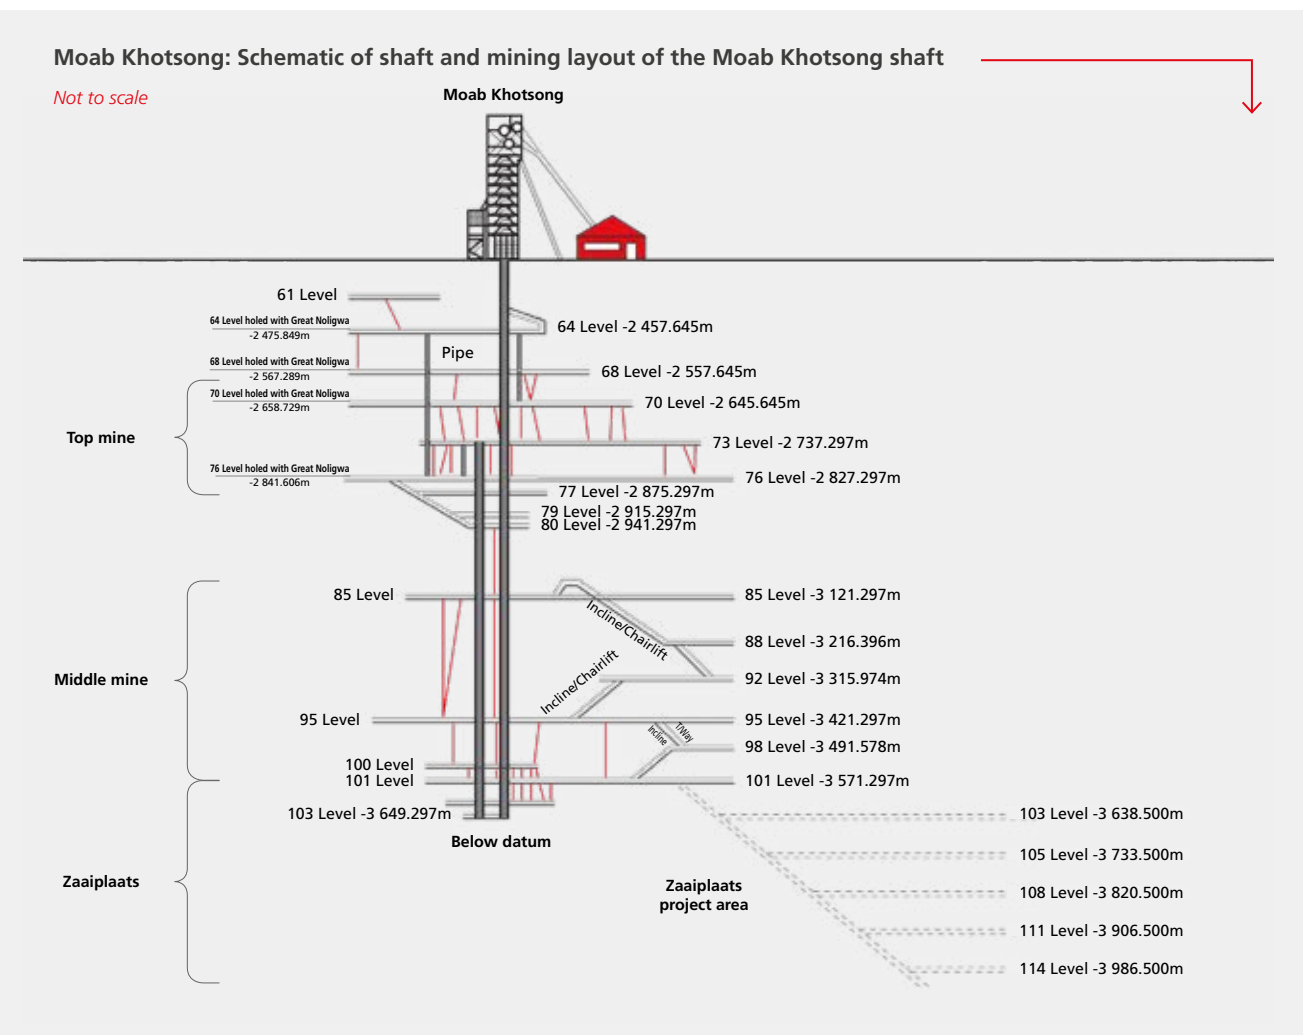 Moab Khotsong: Schematic of shaft and mining layout of the Moab Khotsong shaft
Not to scale
Moab Khotsong
61 Level
64 Level holed with Great Noligwa
-2 475.849m
64 Level -2 457.645m
Pipe
68 Level holed with Great Noligwa
-2 567.289m
68 Level -2 557.645m
70 Level holed with Great Noligwa
-2 658.729m
70 Level -2 645.645m
Top mine
73 Level -2 737.297m
76 Level holed with Great Noligwa
-2 841.606m
76 Level -2 827.297m
77 Level -2 875.297m
79 Level -2 915.297m
80 Level -2 941.297m
85 Level
85 Level -3 121.297m
Incline/Chairlift
88 Level -3 216.396m
Middle mine
Incline/Chairlift
92 Level -3 315.974m
95 Level
95 Level -3 421.297m
T/Way
Incline
98 Level -3 491.578m
100 Level
101 Level
101 Level -3 571.297m
103 Level -3 649.297m
103 Level -3 638.500m
Below datum
105 Level -3 733.500m
Zaaiplaats
Zaaiplaats
project area
108 Level -3 820.500m
111 Level -3 906.500m
114 Level -3 986.500m